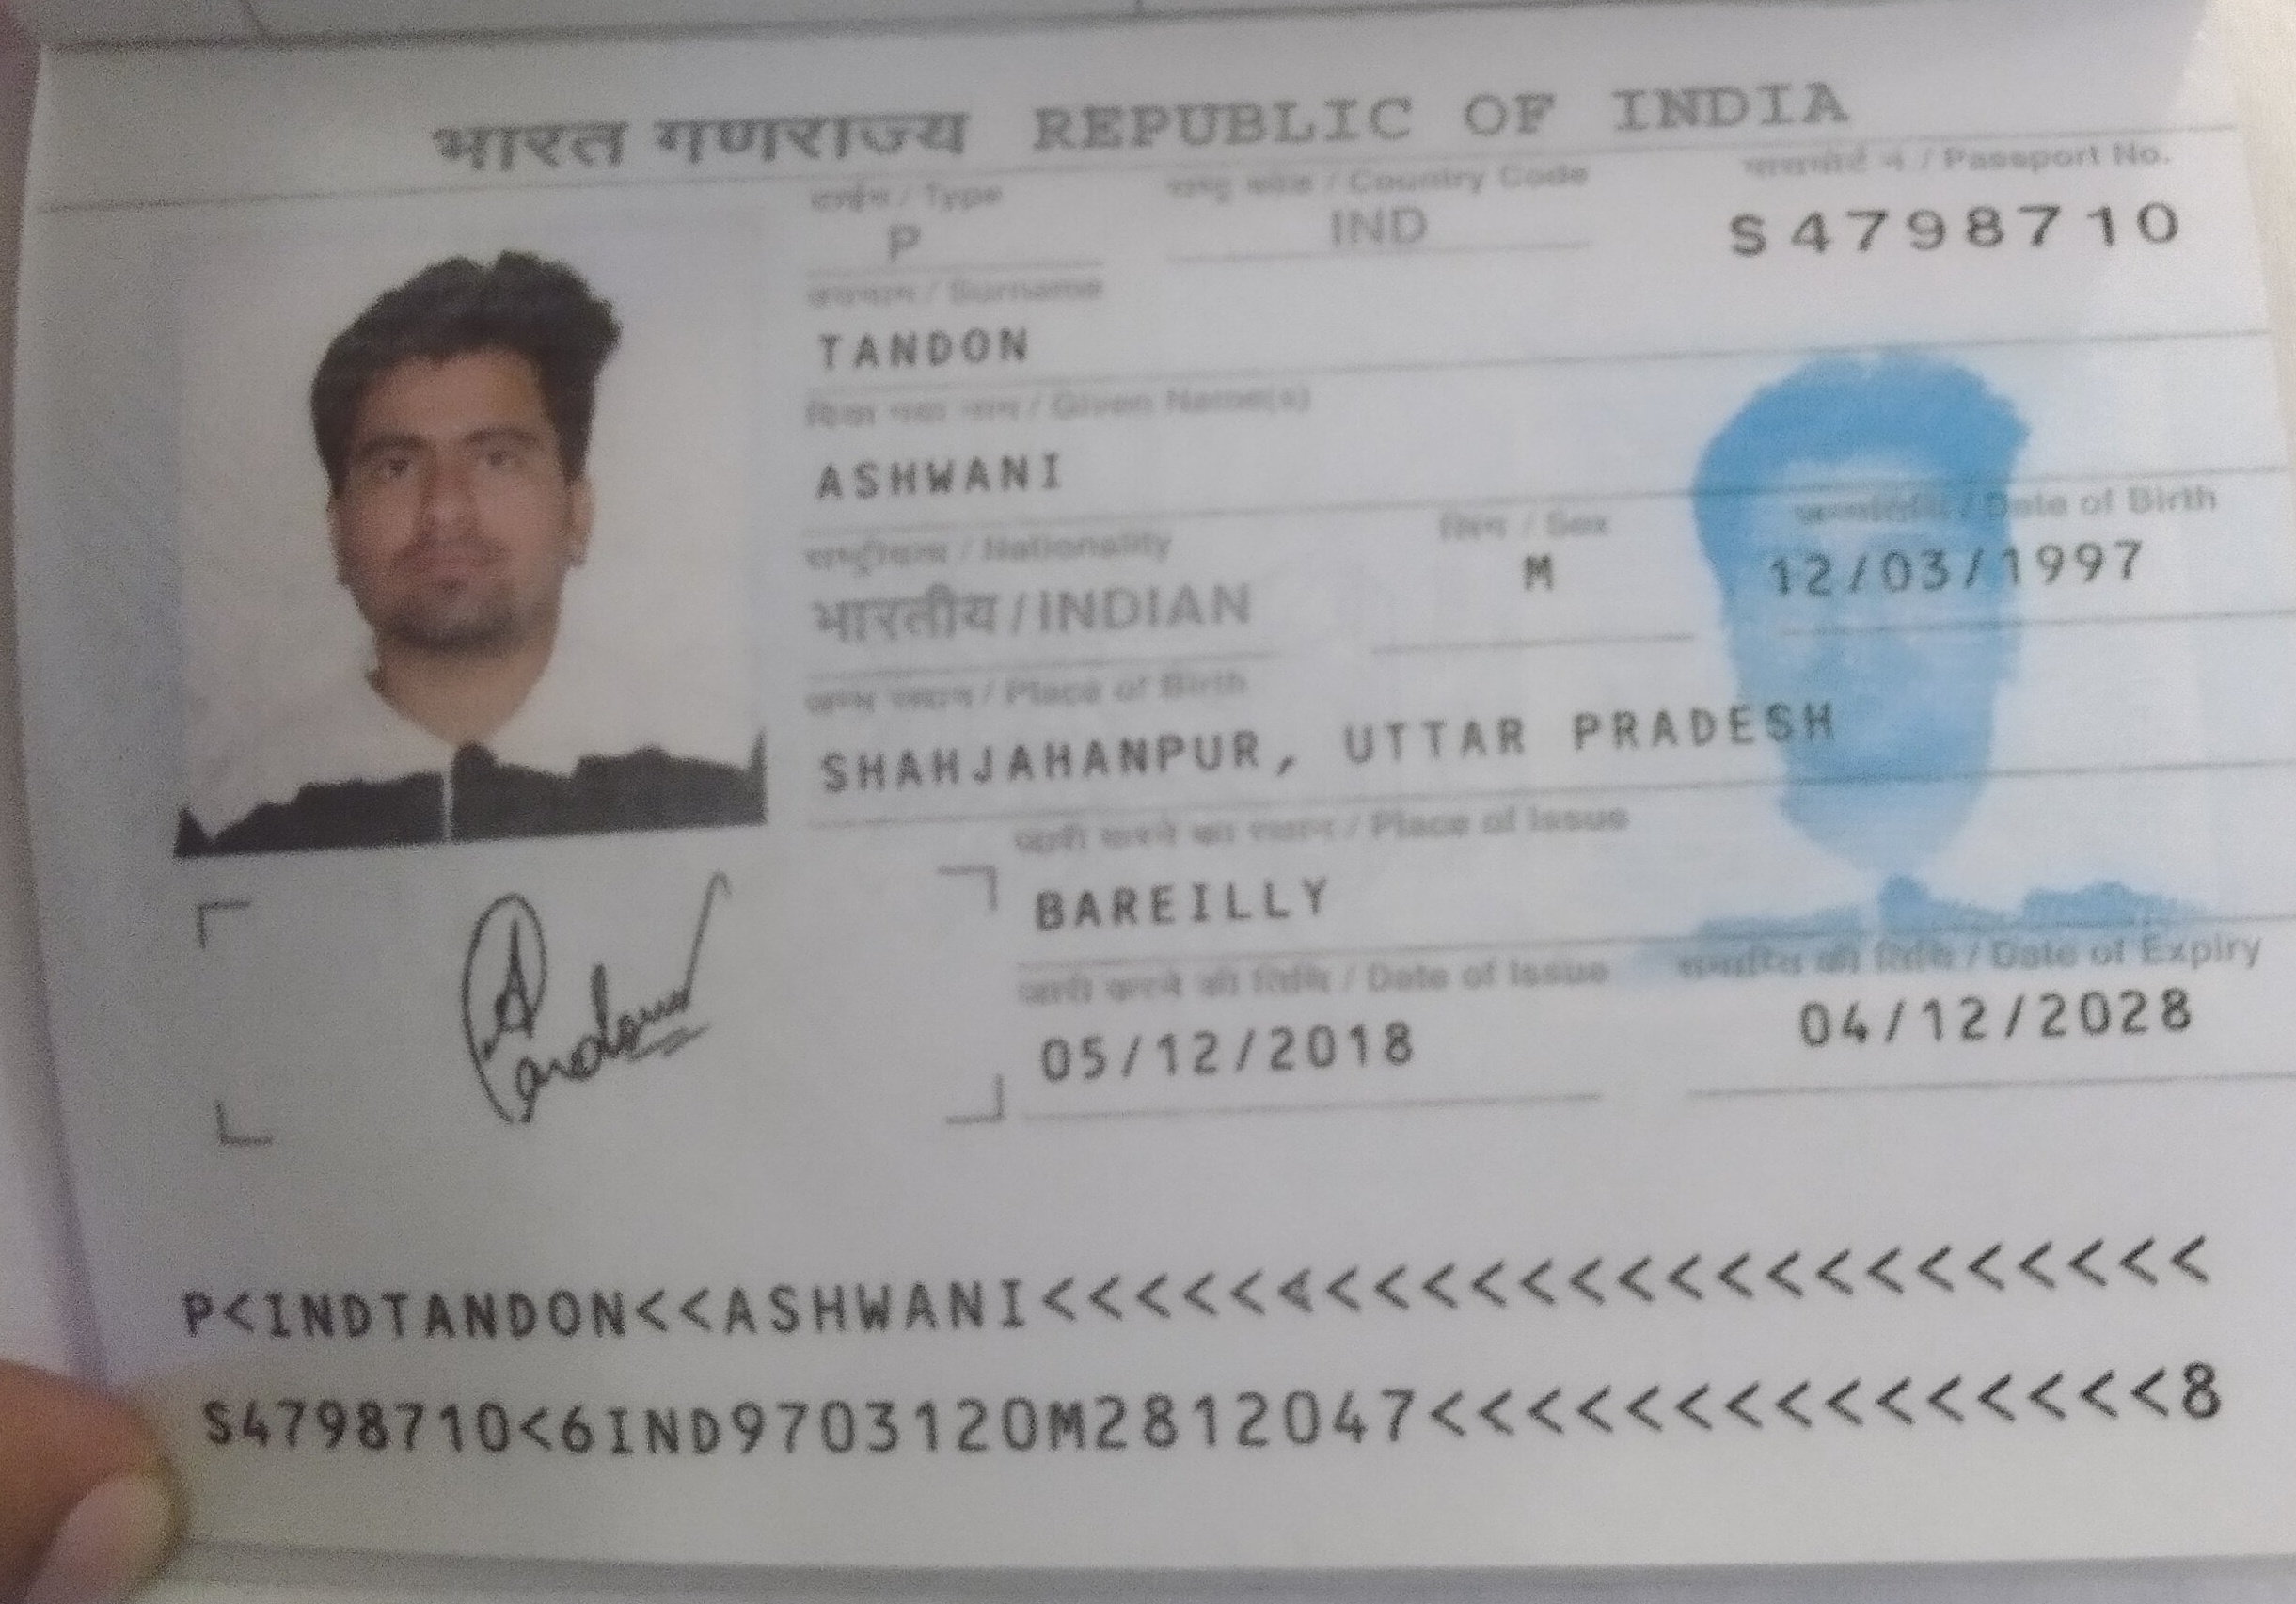 भारत गणराज्य REPUBLIC OF INDIA
टाईप / Type
राष्ट्र कोड / Country Code
पासपोर्ट नं. / Passport No.
P
IND
S4798710
उपनाम / Surname
TANDON
दिया गया नाम / Given Name(s)
ASHWANI
राष्ट्रीयता / Nationality
लिंग / Sex
जन्मतिथि / Date of Birth
भारतीय / INDIAN
M
12/03/1997
जन्म स्थान / Place of Birth
SHAHJAHANPUR, UTTAR PRADESH
जारी करने का स्थान / Place of Issue
BAREILLY
जारी करने की तिथि / Date of Issue
समाप्ति की तिथि / Date of Expiry
05/12/2018
04/12/2028
A Tandon
P<INDTANDON<<ASHWANI<<<<<<<<<<<<<<<<<<<<<<<<
S4798710<6IND9703120M2812047<<<<<<<<<<<<<<<8